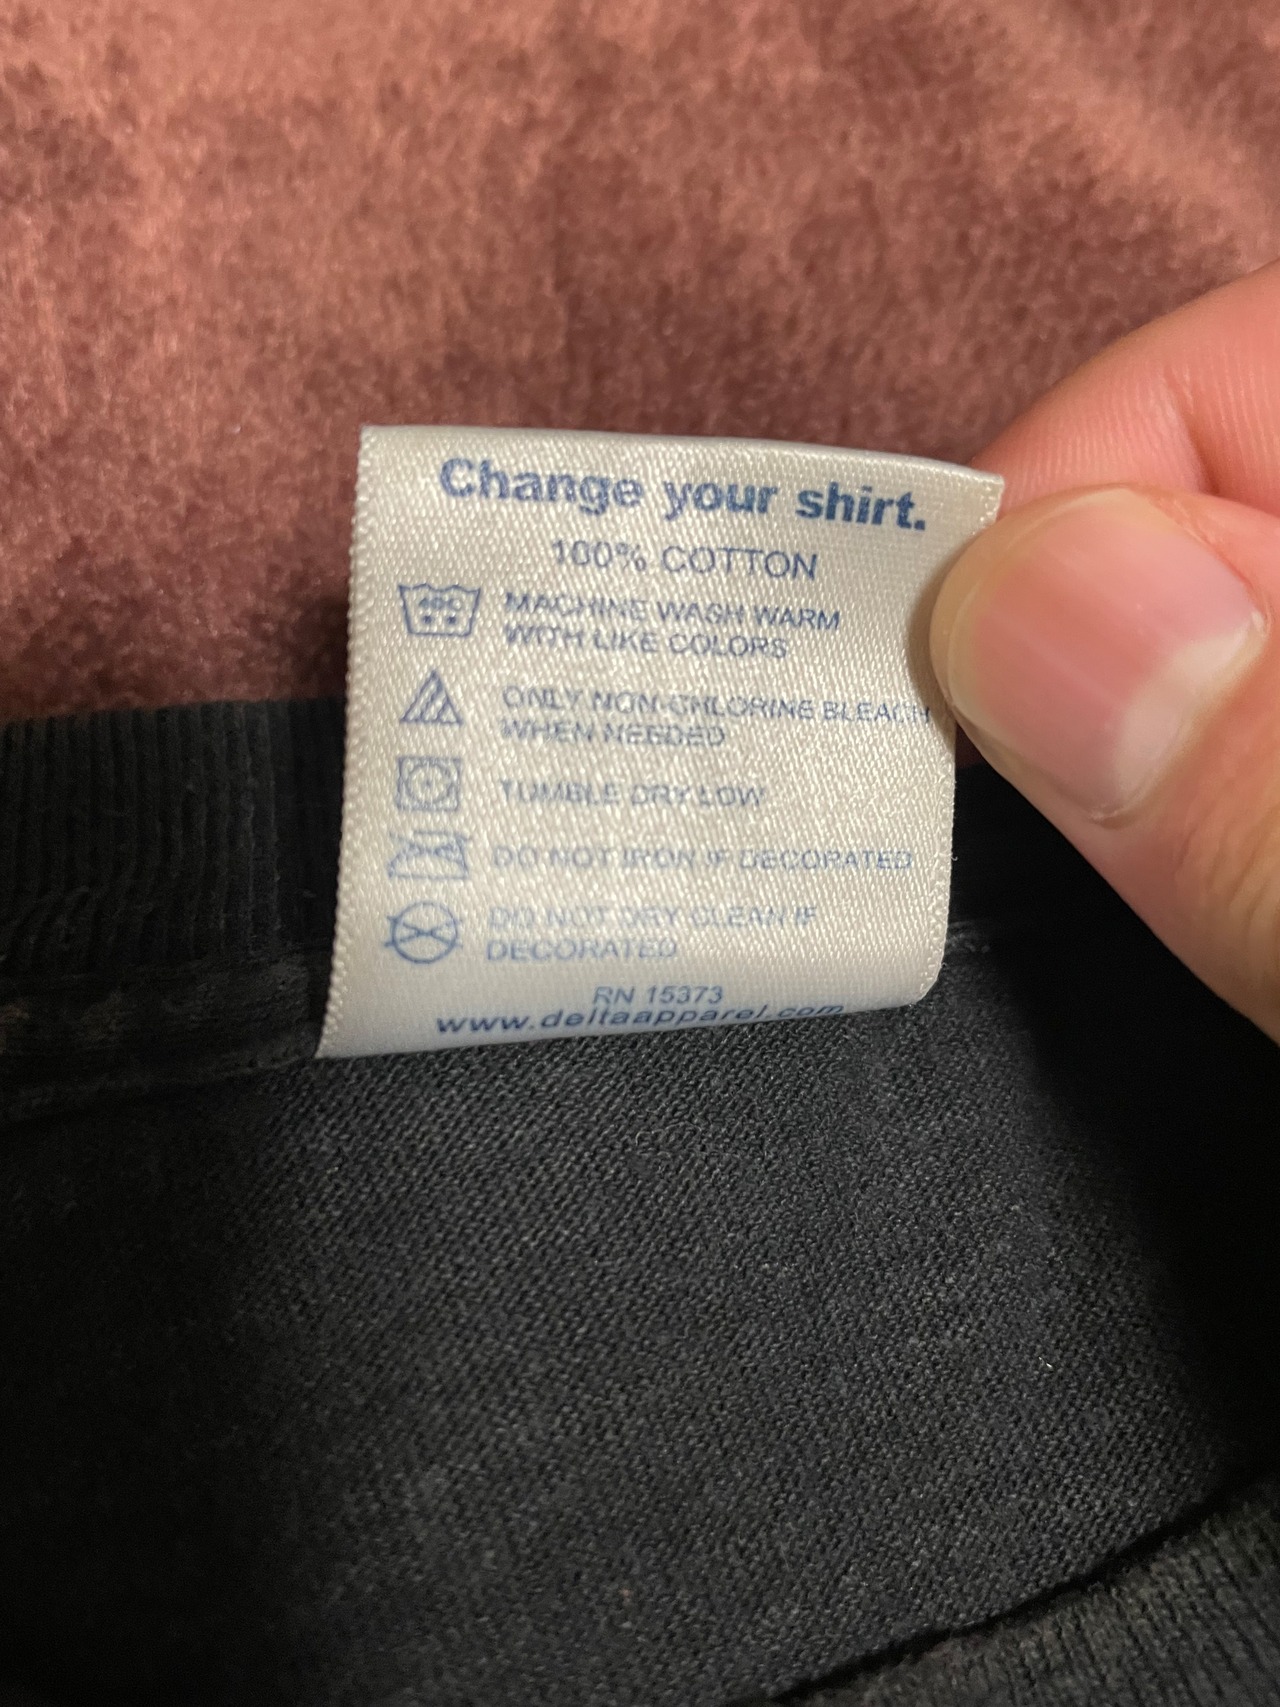 Change your shirt.
100% COTTON
40C
MACHINE WASH WARM
WITH LIKE COLORS
ONLY NON-CHLORINE BLEACH
WHEN NEEDED
TUMBLE DRY LOW
DO NOT IRON IF DECORATED
DO NOT DRY CLEAN IF
DECORATED
RN 15373
www.deltaapparel.com